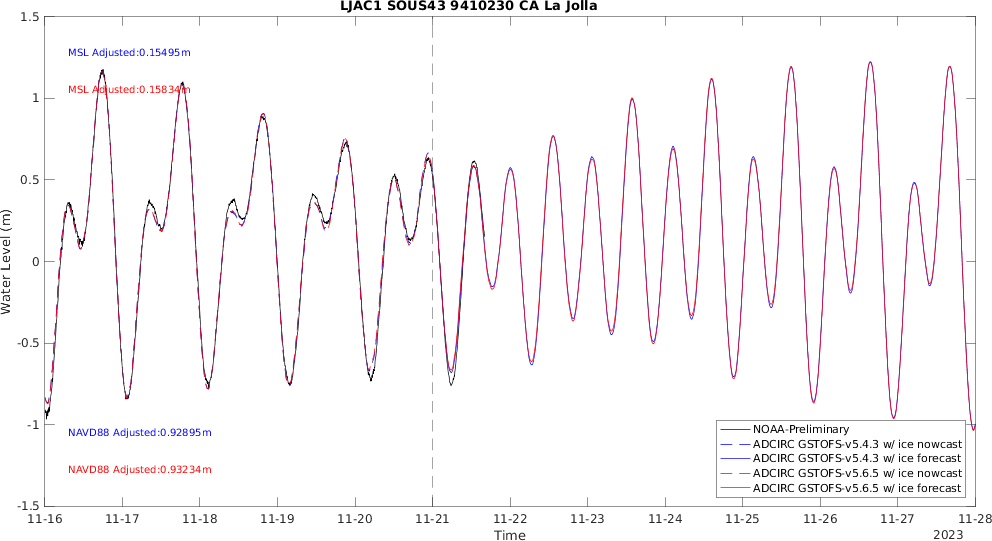 LJAC1 SOUS43 9410230 CA La Jolla
MSL Adjusted:0.15495m
MSL Adjusted:0.15834m
NAVD88 Adjusted:0.92895m
NAVD88 Adjusted:0.93234m
1.5
1
0.5
0
-0.5
-1
-1.5
Water Level (m)
NOAA-Preliminary
ADCIRC GSTOFS-v5.4.3 w/ ice nowcast
ADCIRC GSTOFS-v5.4.3 w/ ice forecast
ADCIRC GSTOFS-v5.6.5 w/ ice nowcast
ADCIRC GSTOFS-v5.6.5 w/ ice forecast
11-16 11-17 11-18 11-19 11-20 11-21 11-22 11-23 11-24 11-25 11-26 11-27 11-28
Time
2023